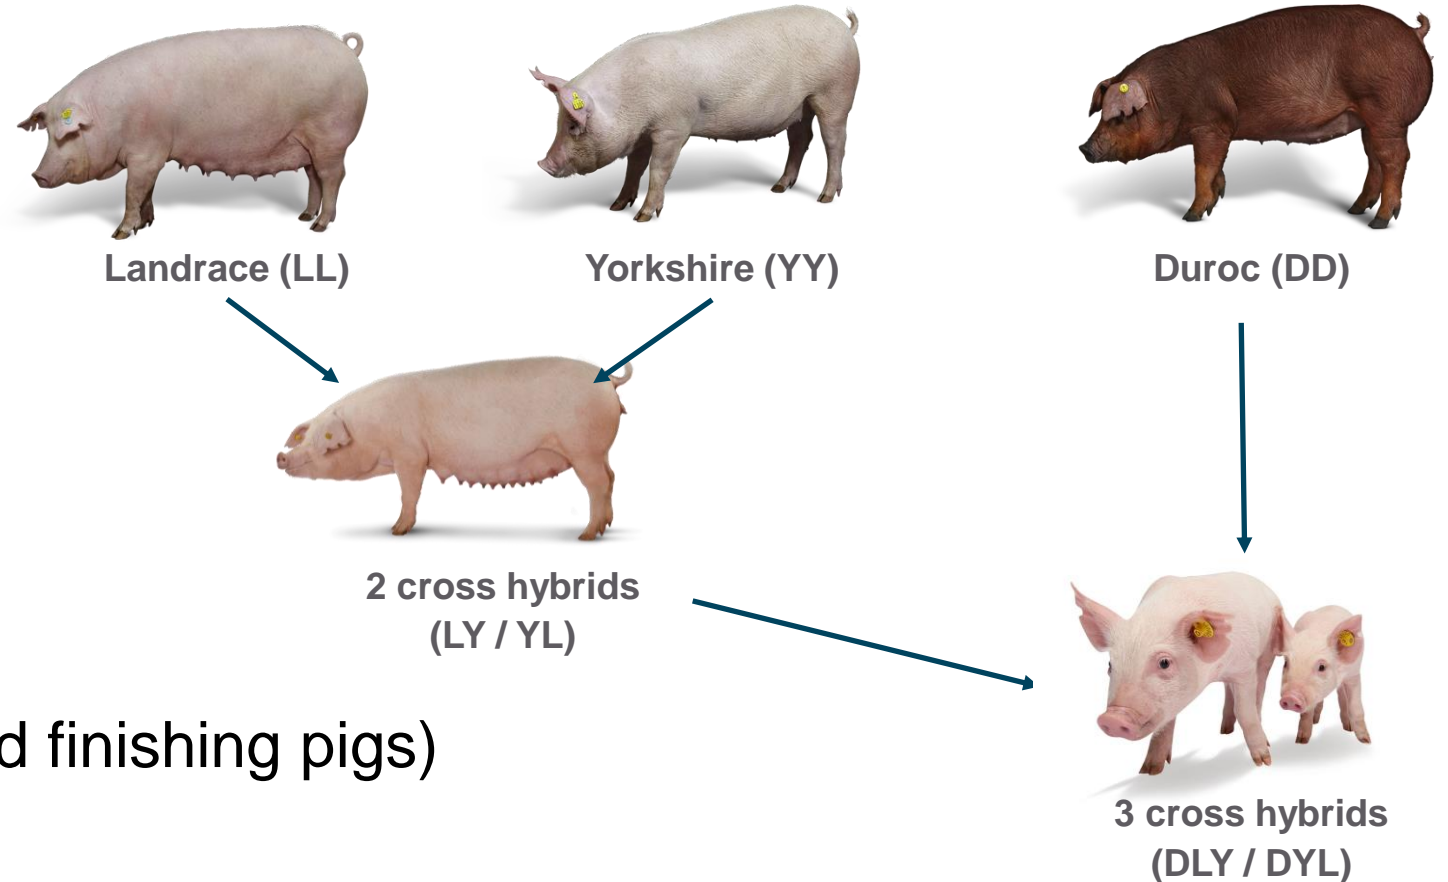 Landrace (LL)
Yorkshire (YY)
Duroc (DD)
2 cross hybrids
(LY / YL)
d finishing pigs)
3 cross hybrids
(DLY / DYL)